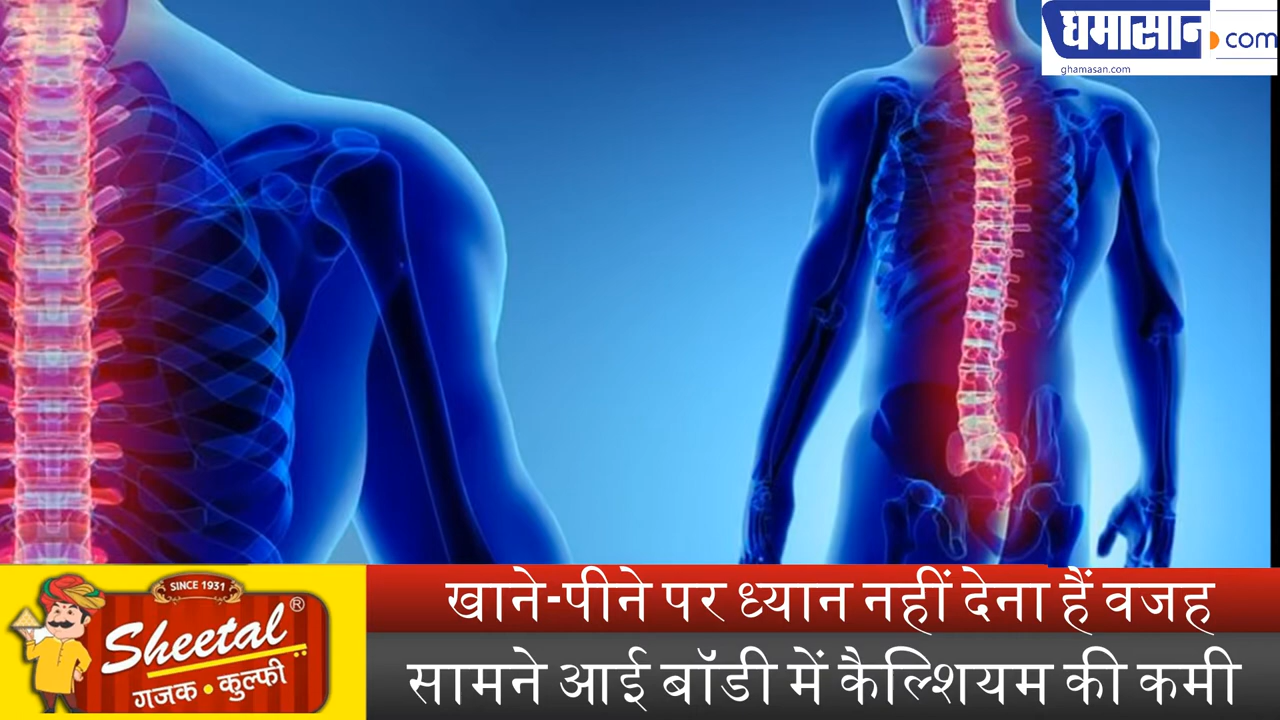 घमासान.com
ghamasan.com
खाने-पीने पर ध्यान नहीं देना हैं वजह
सामने आई बॉडी में कैल्शियम की कमी
SINCE 1931
Sheetal®
गजक • कुल्फी